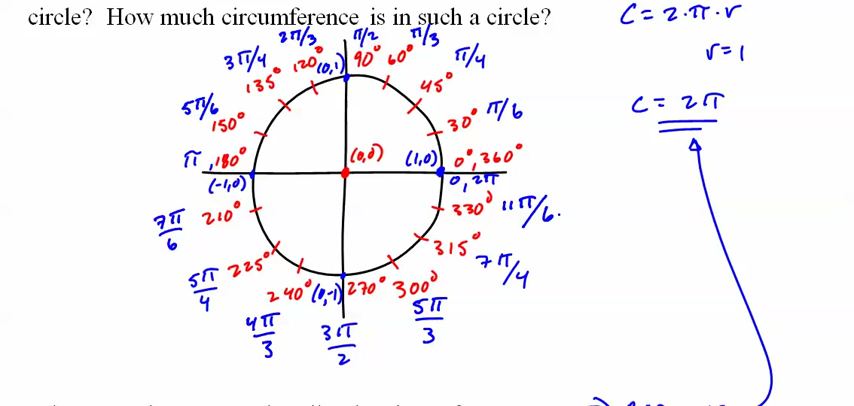 circle?  How much circumference is in such a circle?
C = 2·π·r
r = 1
C = 2π
2π/3 π/2 π/3
3π/4 120° (0,1) 90° 60° π/4
135° 45°
5π/6 150° 30° π/6
π, 180° (0,0) (1,0) 0°, 360°
(-1,0) 0, 2π
7π/6 210° 330° 11π/6.
5π/4 225° 315° 7π/4
240° (0,-1) 270° 300°
4π/3 3π/2 5π/3